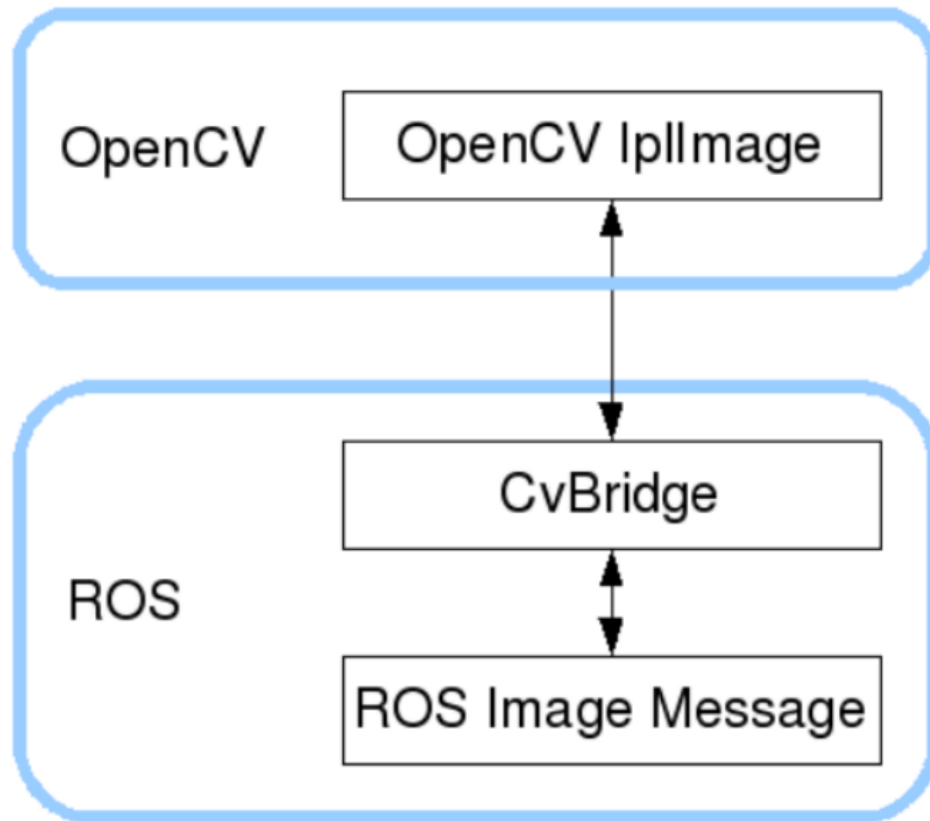 OpenCV
OpenCV IplImage
CvBridge
ROS
ROS Image Message